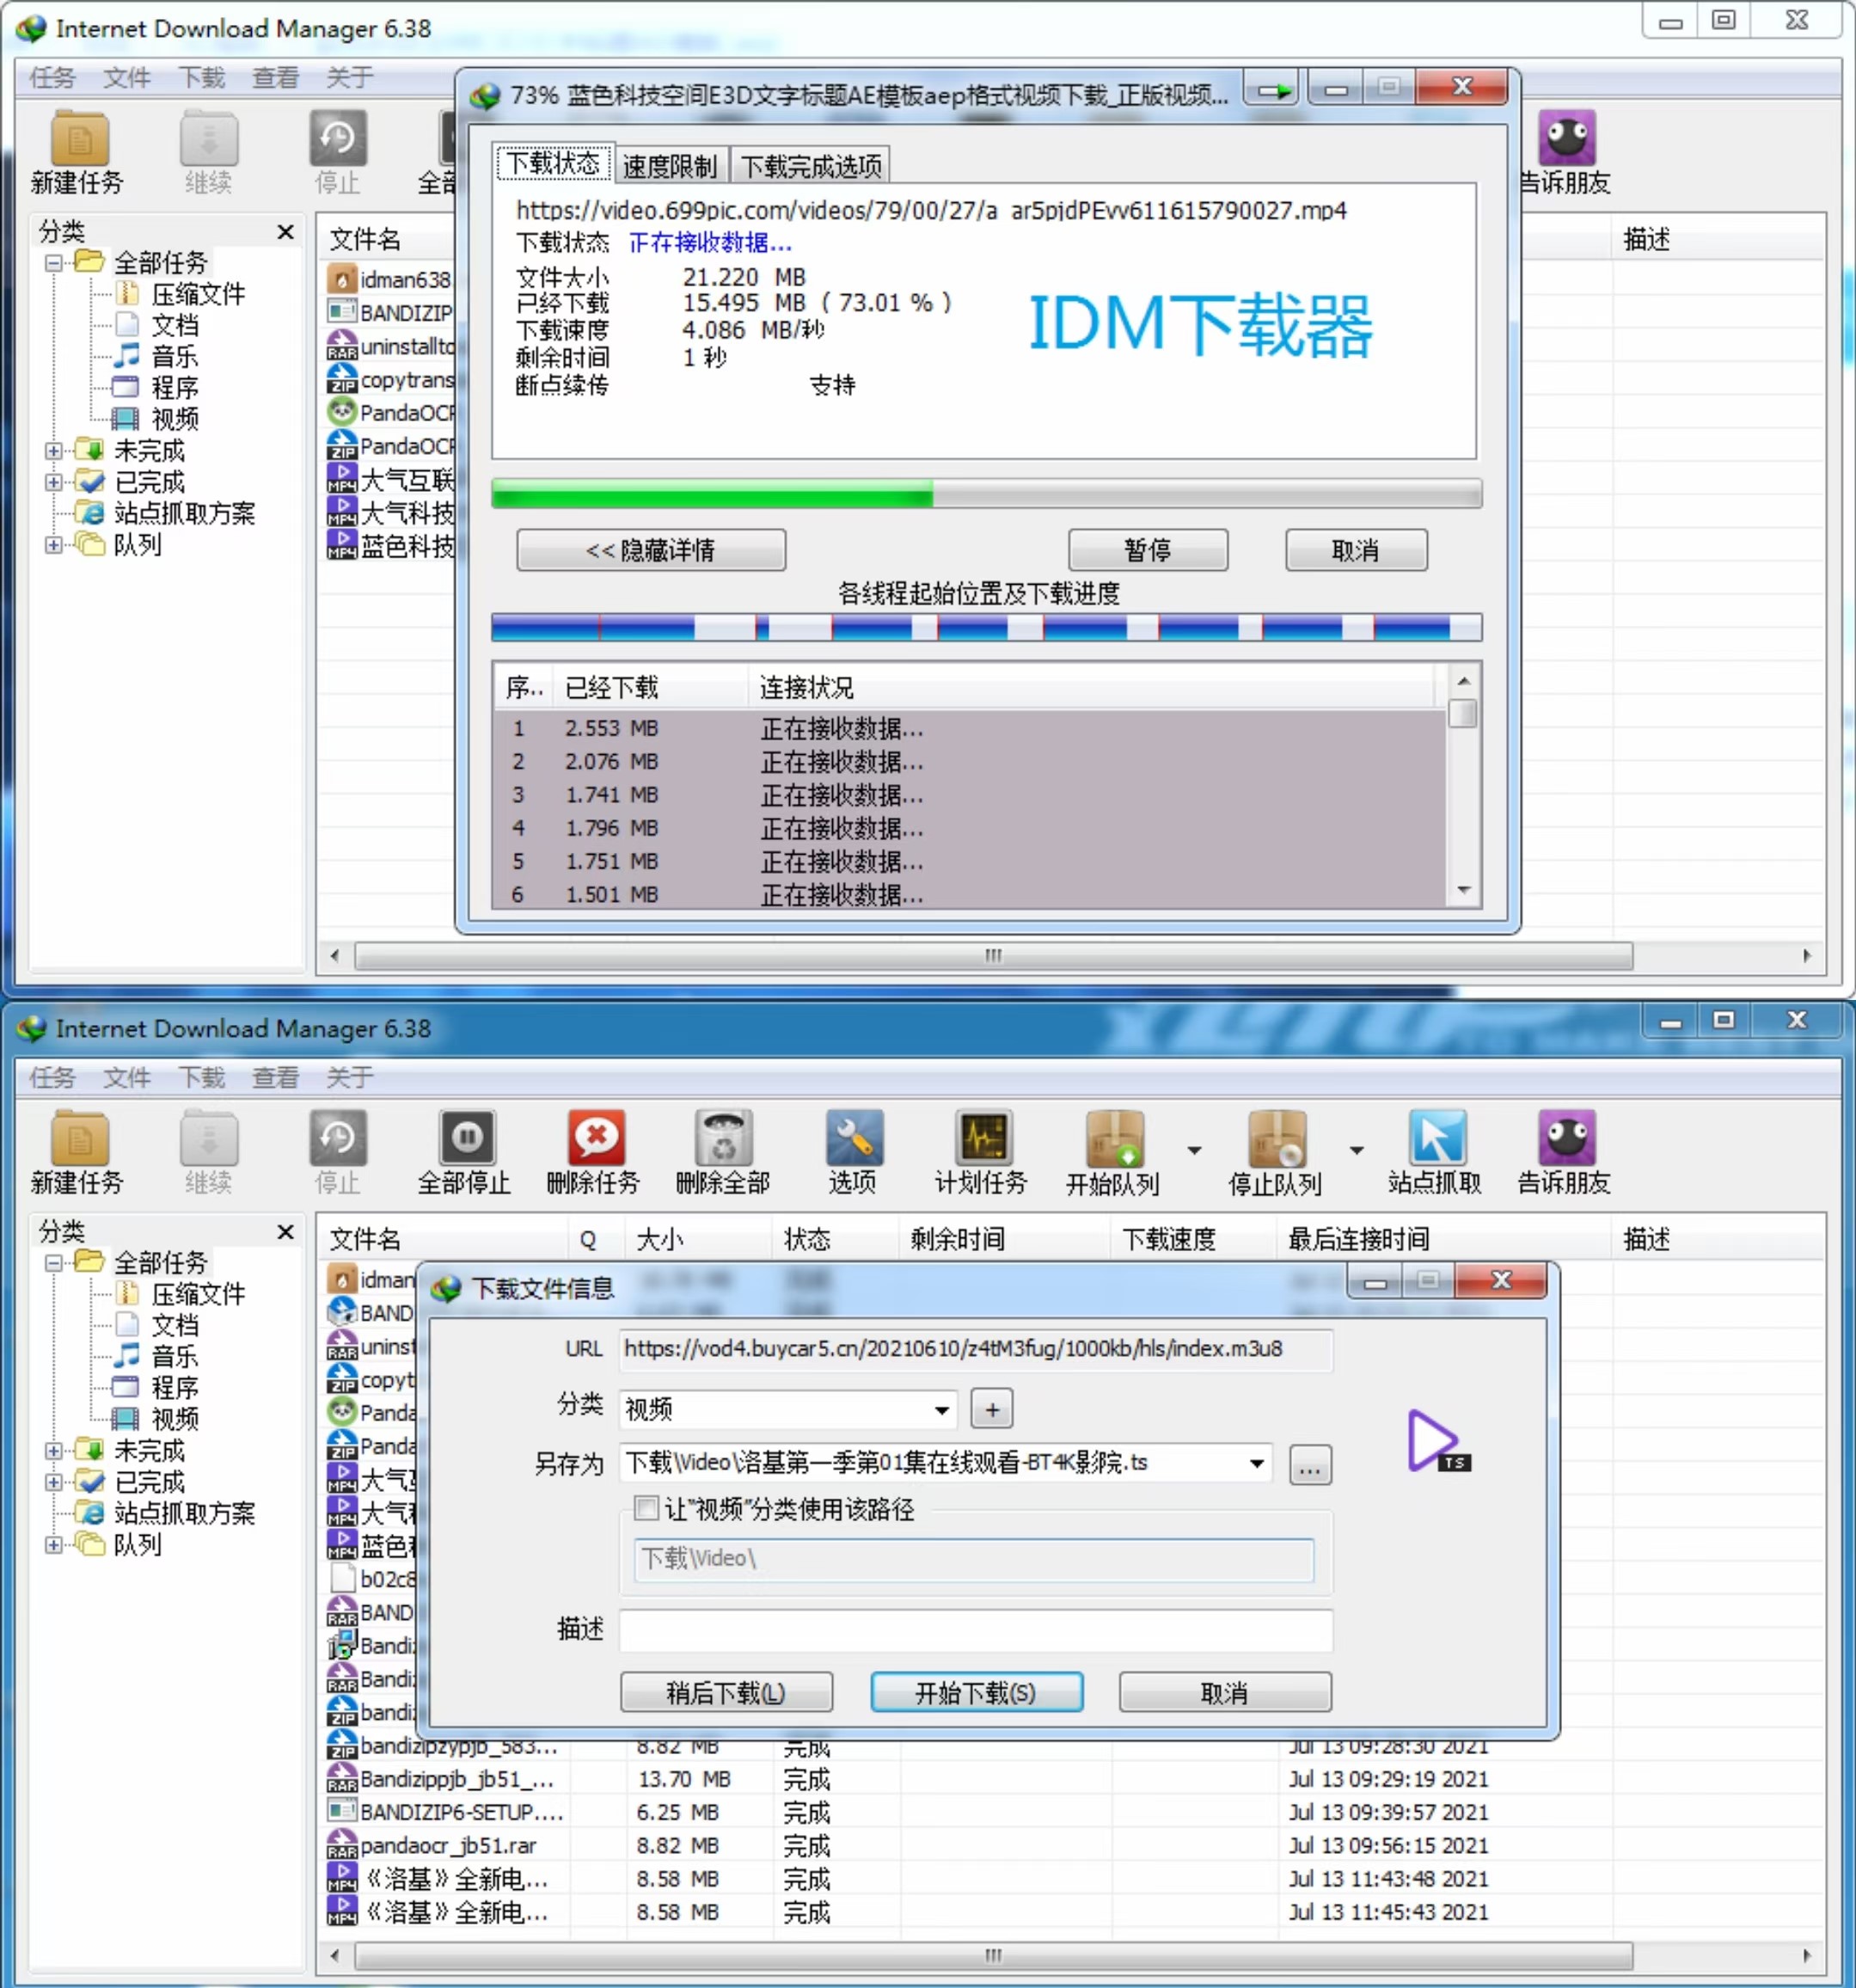 Internet Download Manager 6.38
任务 文件 下载 查看 关于
新建任务 继续 停止 全部 告诉朋友
分类
全部任务
压缩文件
文档
音乐
程序
视频
未完成
已完成
站点抓取方案
队列
文件名 描述
idman638
BANDIZIP
uninstallto
copytrans
PandaOCR
PandaOCR
大气互联
大气科技
蓝色科技
73% 蓝色科技空间E3D文字标题AE模板aep格式视频下载_正版视频...
下载状态 速度限制 下载完成选项
https://video.699pic.com/videos/79/00/27/a_ar5pjdPEvv611615790027.mp4
下载状态 正在接收数据...
文件大小 21.220 MB
已经下载 15.495 MB ( 73.01 % )
下载速度 4.086 MB/秒
剩余时间 1 秒
断点续传 支持
IDM下载器
<< 隐藏详情 暂停 取消
各线程起始位置及下载进度
序.. 已经下载 连接状况
1 2.553 MB 正在接收数据...
2 2.076 MB 正在接收数据...
3 1.741 MB 正在接收数据...
4 1.796 MB 正在接收数据...
5 1.751 MB 正在接收数据...
6 1.501 MB 正在接收数据...
Internet Download Manager 6.38
任务 文件 下载 查看 关于
新建任务 继续 停止 全部停止 删除任务 删除全部 选项 计划任务 开始队列 停止队列 站点抓取 告诉朋友
分类
全部任务
压缩文件
文档
音乐
程序
视频
未完成
已完成
站点抓取方案
队列
文件名 Q 大小 状态 剩余时间 下载速度 最后连接时间 描述
idman
BAND
uninst
copyt
Panda
Panda
大气互
大气科
蓝色科
b02c8
BAND
Bandiz
Bandiz
bandiz
下载文件信息
URL https://vod4.buycar5.cn/20210610/z4tM3fug/1000kb/hls/index.m3u8
分类 视频 +
另存为 下载\Video\洛基第一季第01集在线观看-BT4K影院.ts ...
TS
让"视频"分类使用该路径
下载\Video\
描述
稍后下载(L) 开始下载(S) 取消
bandizipzypjb_583... 8.82 MB 完成 Jul 13 09:28:30 2021
Bandizippjb_jb51_... 13.70 MB 完成 Jul 13 09:29:19 2021
BANDIZIP6-SETUP.... 6.25 MB 完成 Jul 13 09:39:57 2021
pandaocr_jb51.rar 8.82 MB 完成 Jul 13 09:56:15 2021
《洛基》全新电... 8.58 MB 完成 Jul 13 11:43:48 2021
《洛基》全新电... 8.58 MB 完成 Jul 13 11:45:43 2021